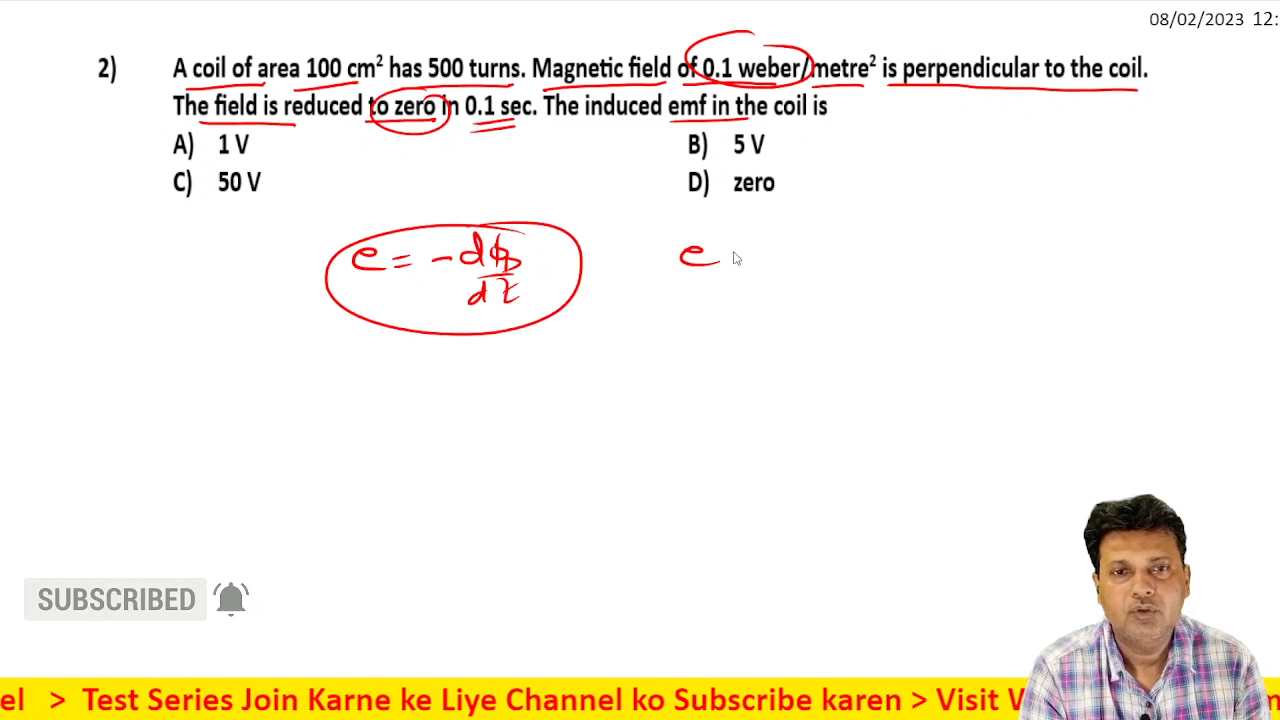 08/02/2023 12:
2) A coil of area 100 cm² has 500 turns. Magnetic field of 0.1 weber/metre² is perpendicular to the coil.
The field is reduced to zero in 0.1 sec. The induced emf in the coil is
A) 1 V B) 5 V
C) 50 V D) zero
e = -dϕ/dt e
SUBSCRIBED
el > Test Series Join Karne ke Liye Channel ko Subscribe karen > Visit